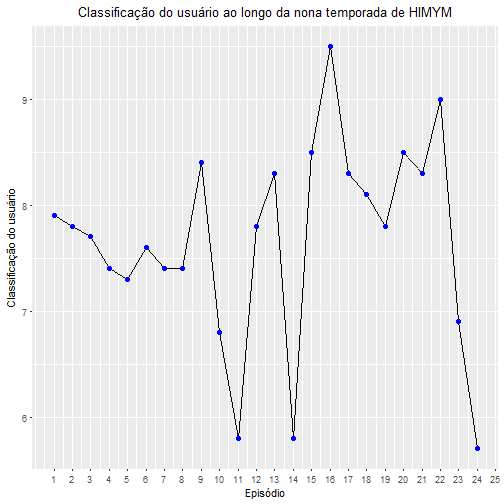 Classificação do usuário ao longo da nona temporada de HIMYM
Classificação do usuário
9
8
7
6
1 2 3 4 5 6 7 8 9 10 11 12 13 14 15 16 17 18 19 20 21 22 23 24 25
Episódio